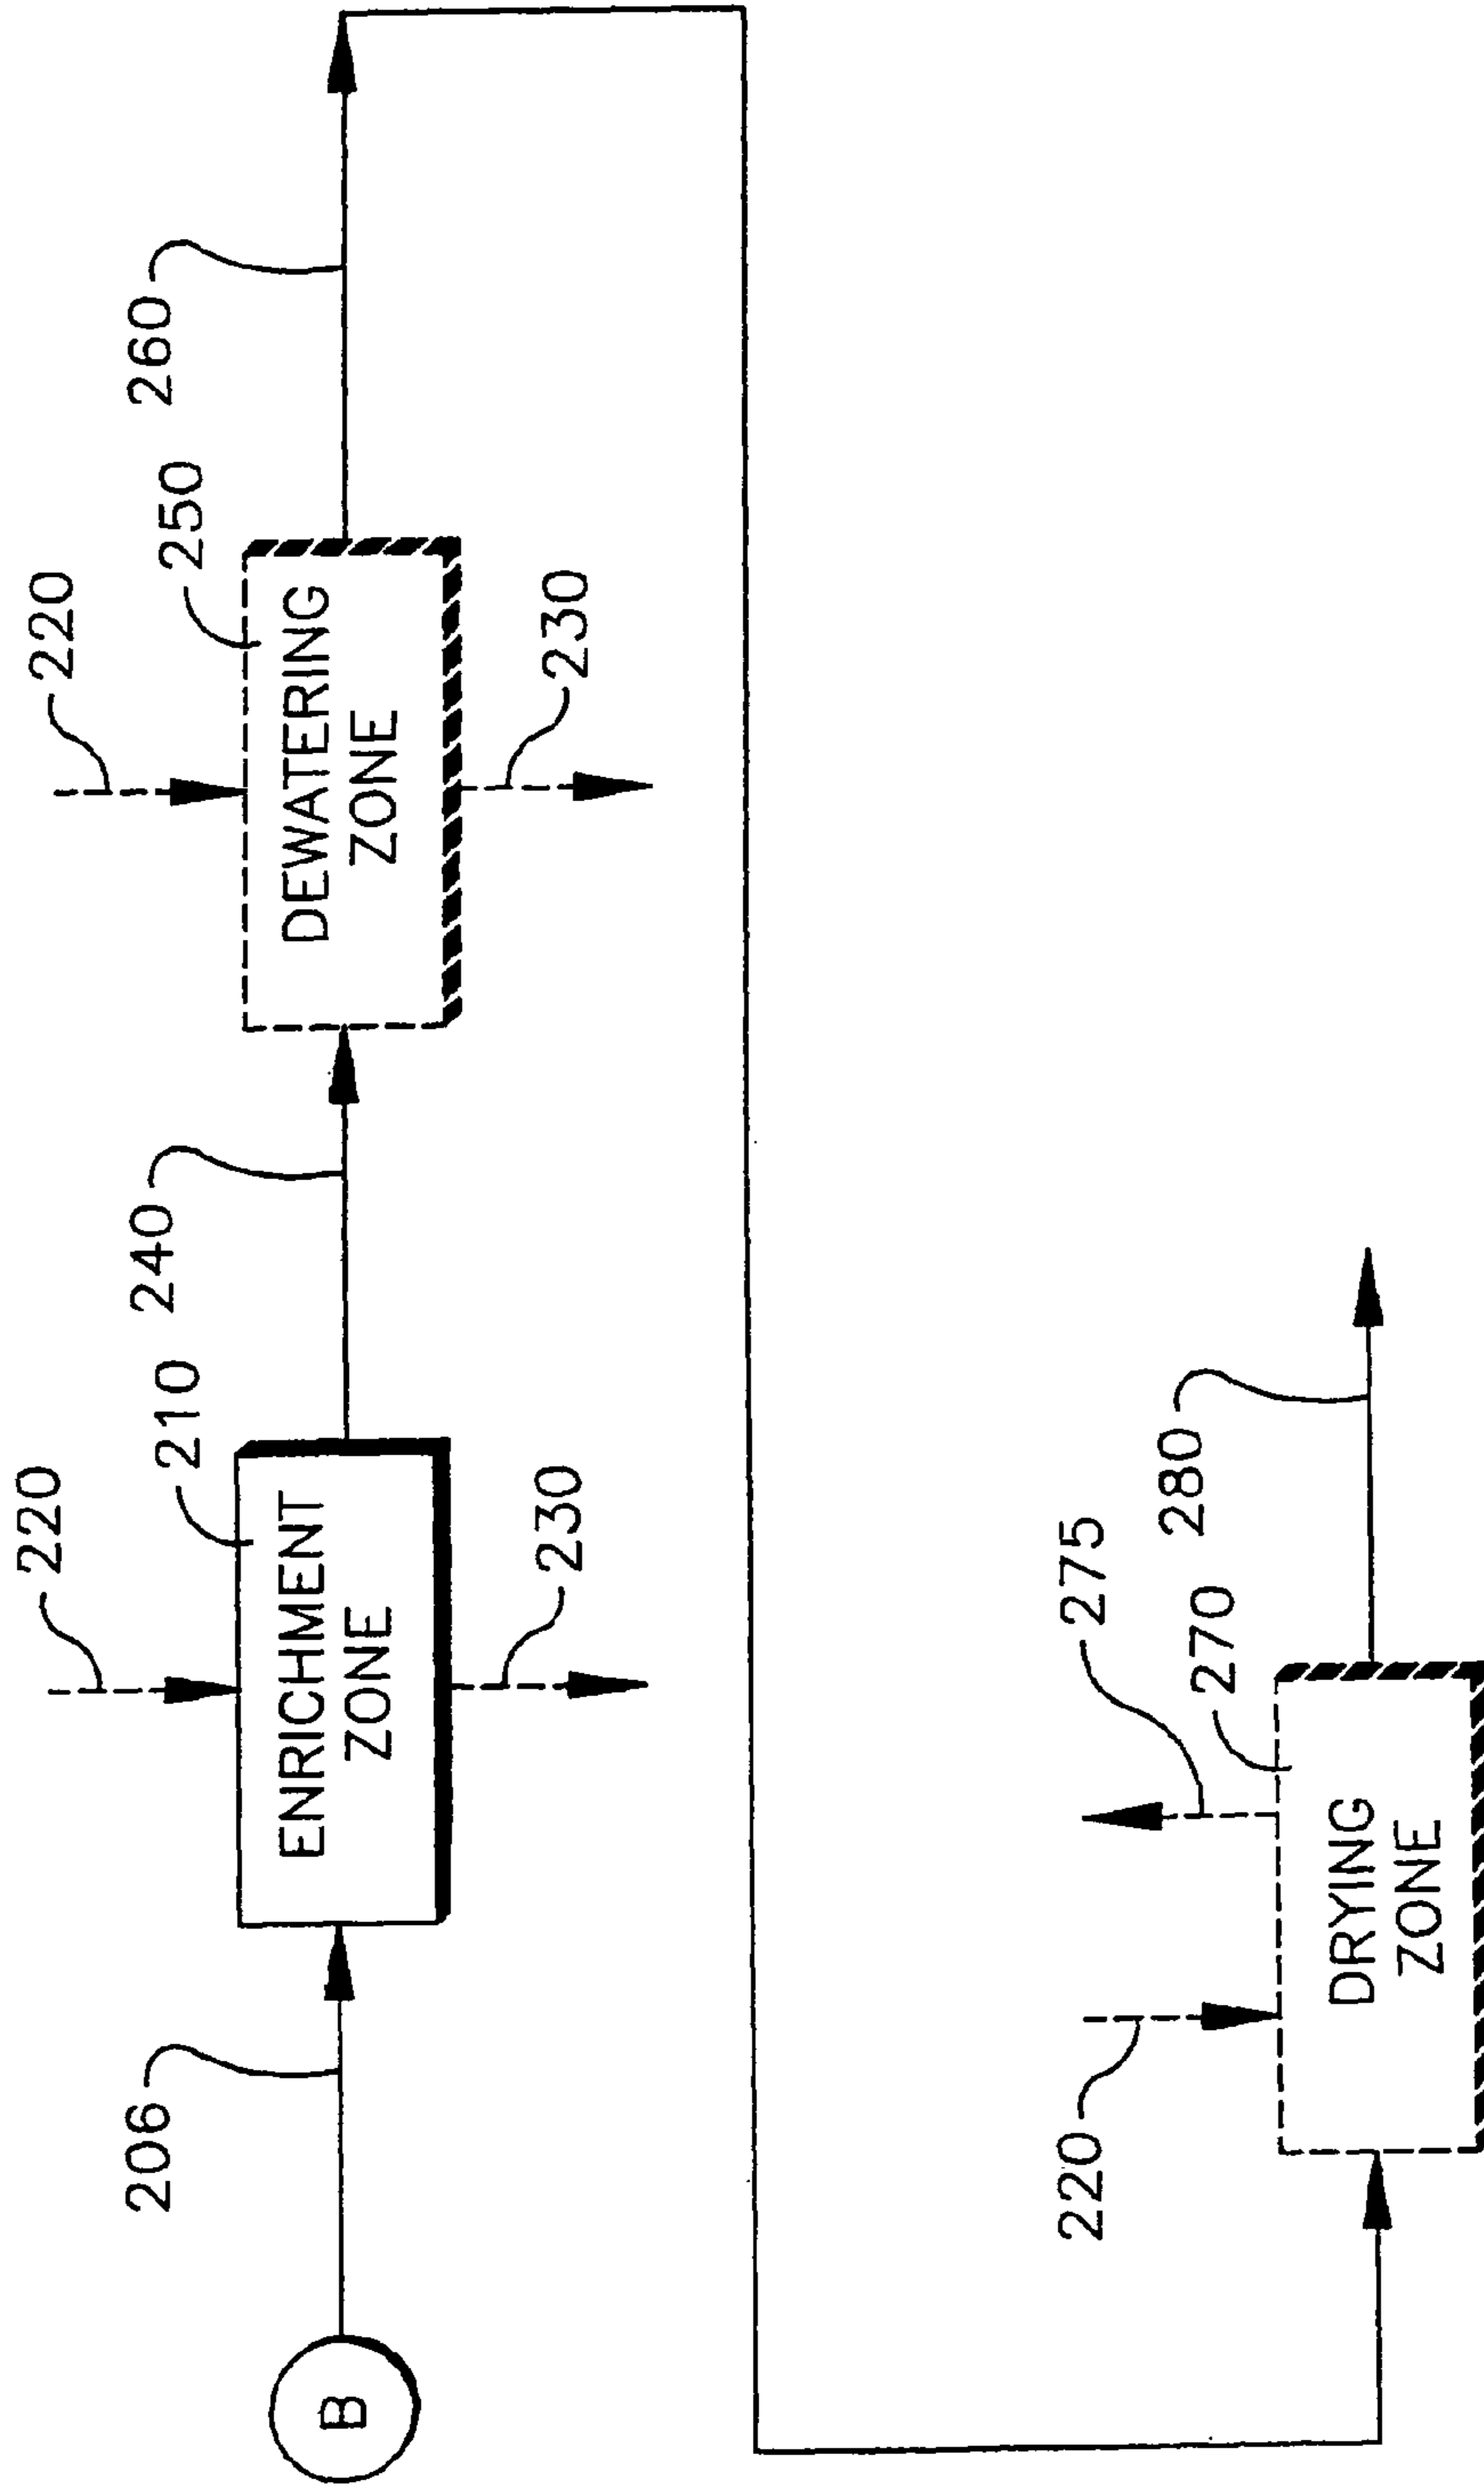 220
220
206
210
240
250
260
B
ENRICHMENT
ZONE
DEWATERING
ZONE
230
230
220
275
270
280
DRYING
ZONE